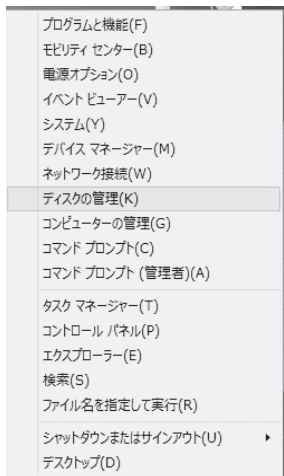 プログラムと機能(F)
モビリティ センター(B)
電源オプション(O)
イベント ビューアー(V)
システム(Y)
デバイス マネージャー(M)
ネットワーク接続(W)
ディスクの管理(K)
コンピューターの管理(G)
コマンド プロンプト(C)
コマンド プロンプト (管理者)(A)
タスク マネージャー(T)
コントロール パネル(P)
エクスプローラー(E)
検索(S)
ファイル名を指定して実行(R)
シャットダウンまたはサインアウト(U)
デスクトップ(D)